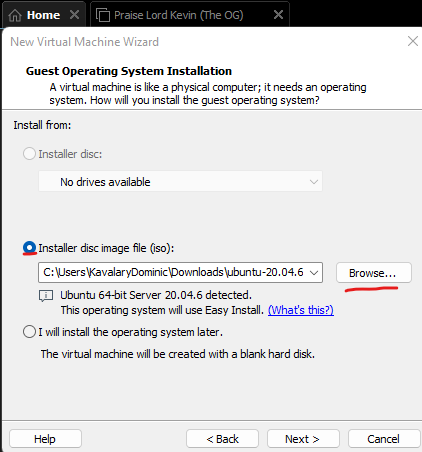 Home
Praise Lord Kevin (The OG)
New Virtual Machine Wizard
Guest Operating System Installation
A virtual machine is like a physical computer; it needs an operating
system. How will you install the guest operating system?
Install from:
Installer disc:
No drives available
Installer disc image file (iso):
C:\Users\KavalaryDominic\Downloads\ubuntu-20.04.6
Browse...
Ubuntu 64-bit Server 20.04.6 detected.
This operating system will use Easy Install. (What's this?)
I will install the operating system later.
The virtual machine will be created with a blank hard disk.
Help
< Back
Next >
Cancel